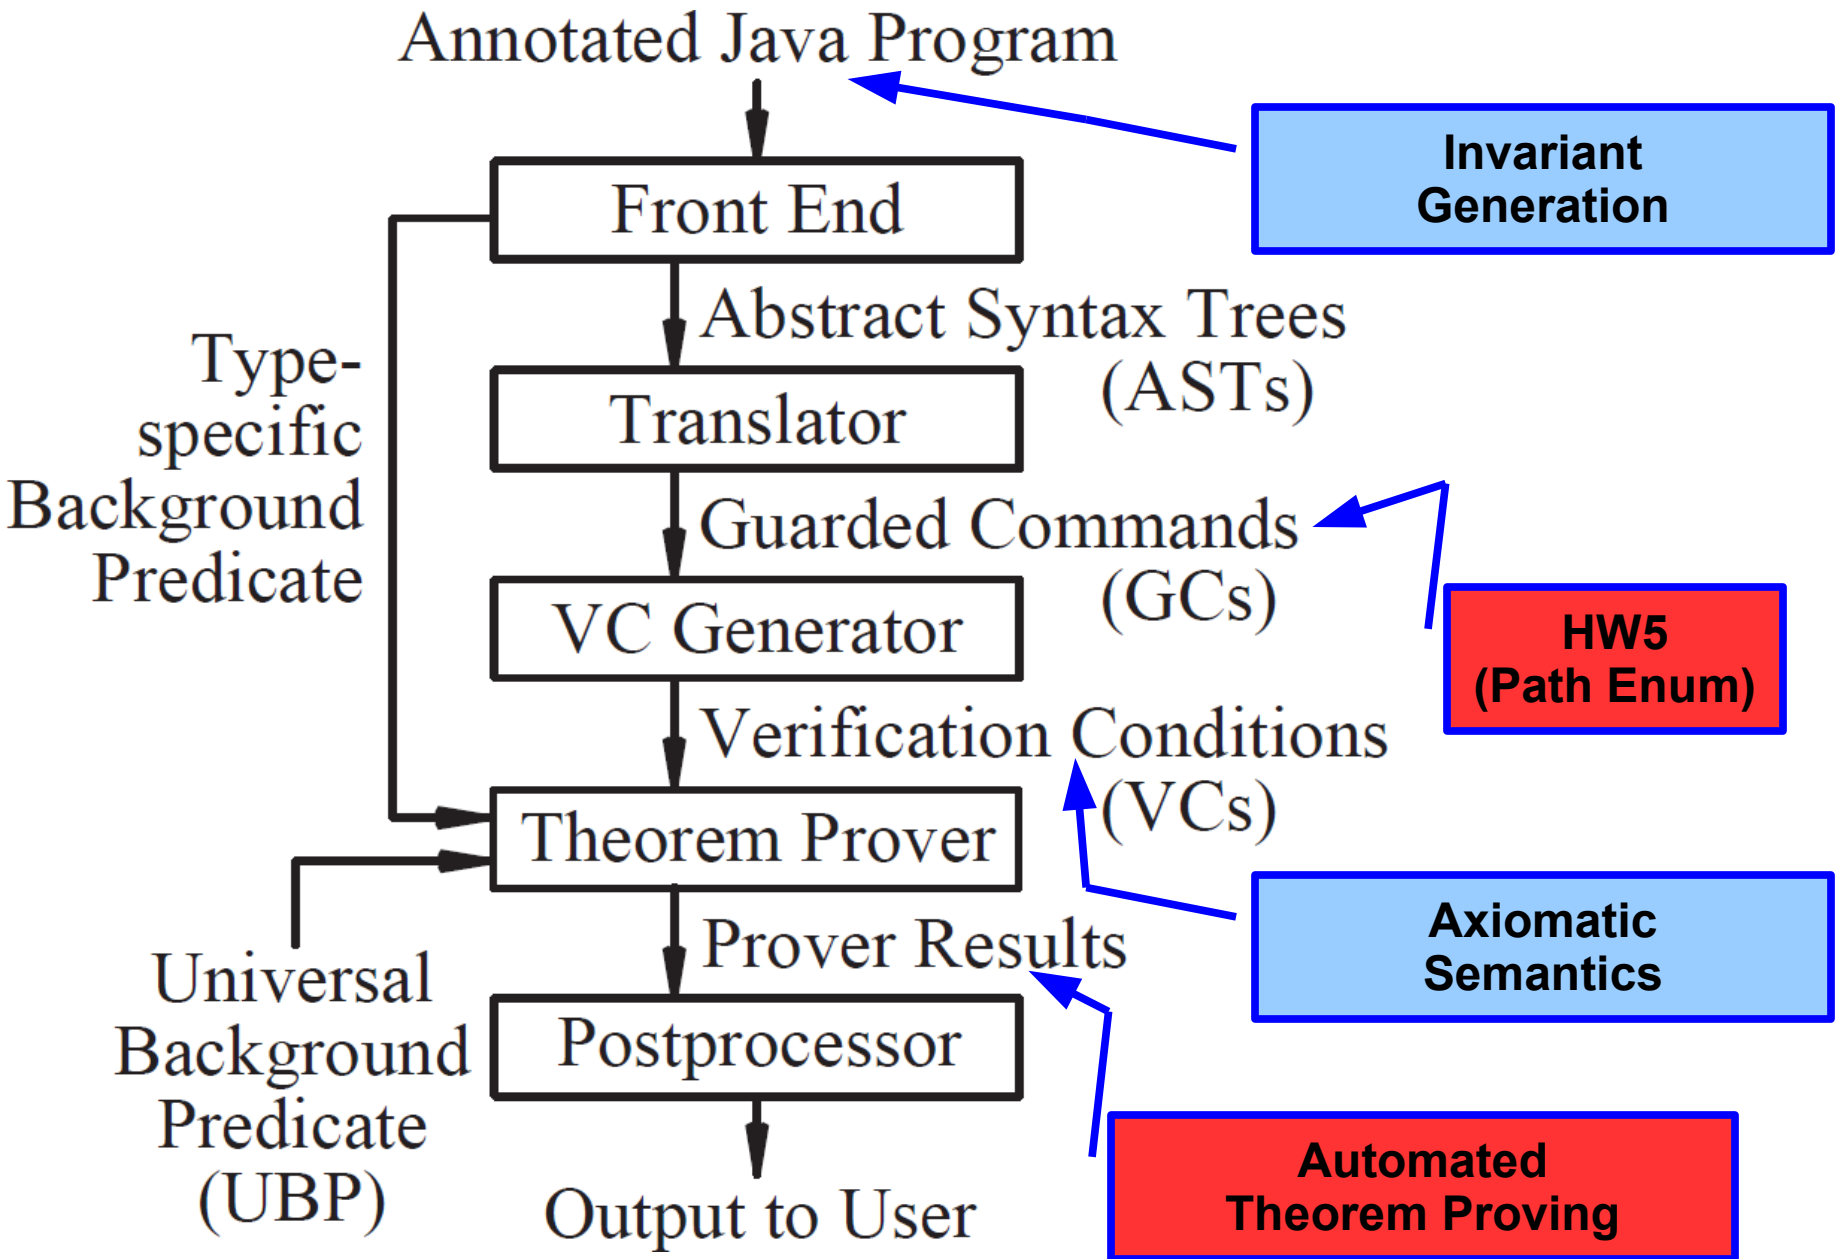 Annotated Java Program
Invariant
Generation
Front End
Abstract Syntax Trees
(ASTs)
Type-
specific
Background
Predicate
Translator
Guarded Commands
(GCs)
HW5
(Path Enum)
VC Generator
Verification Conditions
(VCs)
Theorem Prover
Axiomatic
Semantics
Prover Results
Universal
Background
Predicate
(UBP)
Postprocessor
Automated
Theorem Proving
Output to User